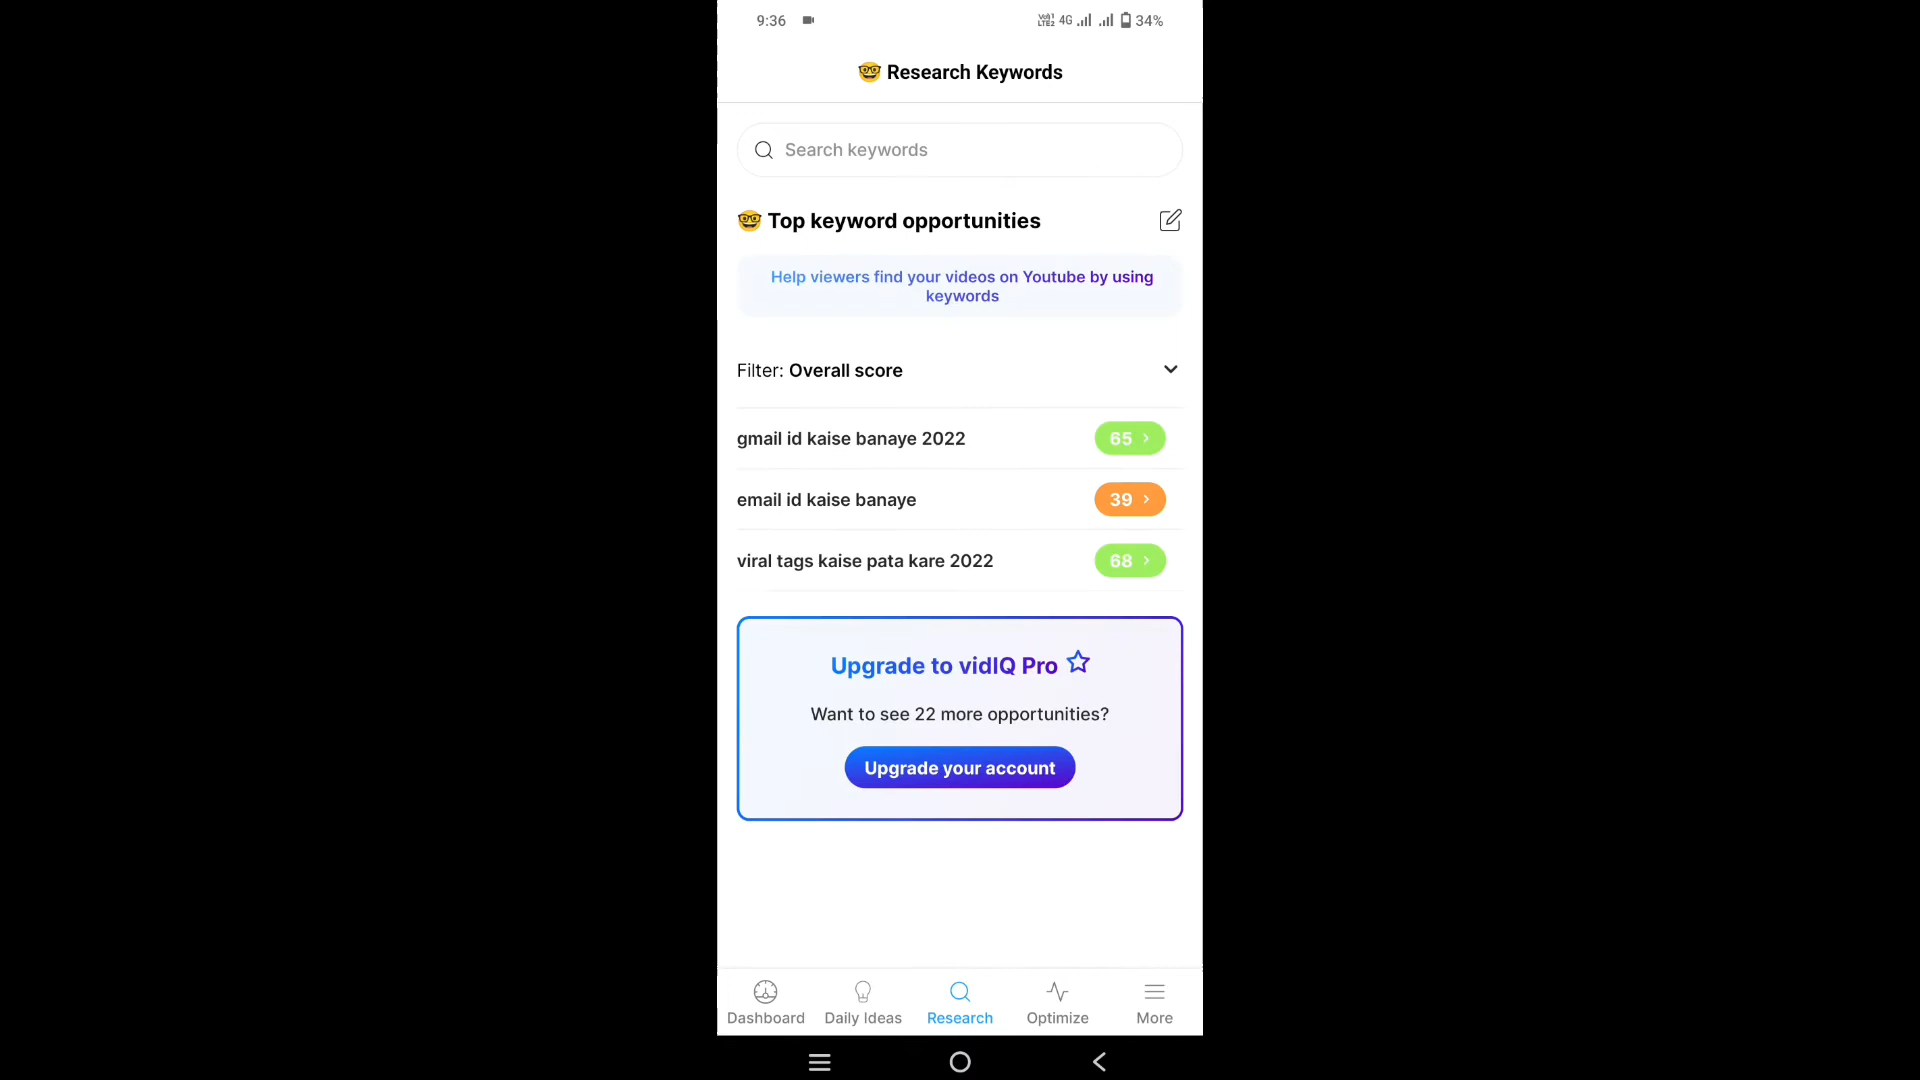 9:36
VoI) 1 LTE2 4G 34%
🤓 Research Keywords
Search keywords
🤓 Top keyword opportunities
Help viewers find your videos on Youtube by using
keywords
Filter: Overall score
gmail id kaise banaye 2022 65
email id kaise banaye 39
viral tags kaise pata kare 2022 68
Upgrade to vidIQ Pro
Want to see 22 more opportunities?
Upgrade your account
Dashboard Daily Ideas Research Optimize More